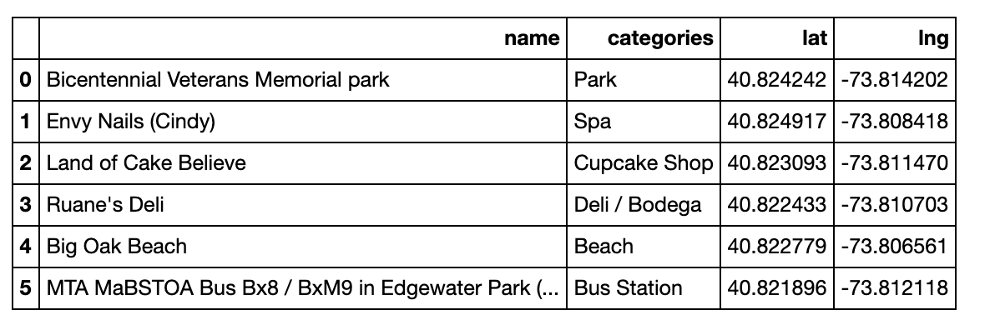 name categories lat lng
0 Bicentennial Veterans Memorial park Park 40.824242 -73.814202
1 Envy Nails (Cindy) Spa 40.824917 -73.808418
2 Land of Cake Believe Cupcake Shop 40.823093 -73.811470
3 Ruane's Deli Deli / Bodega 40.822433 -73.810703
4 Big Oak Beach Beach 40.822779 -73.806561
5 MTA MaBSTOA Bus Bx8 / BxM9 in Edgewater Park (... Bus Station 40.821896 -73.812118